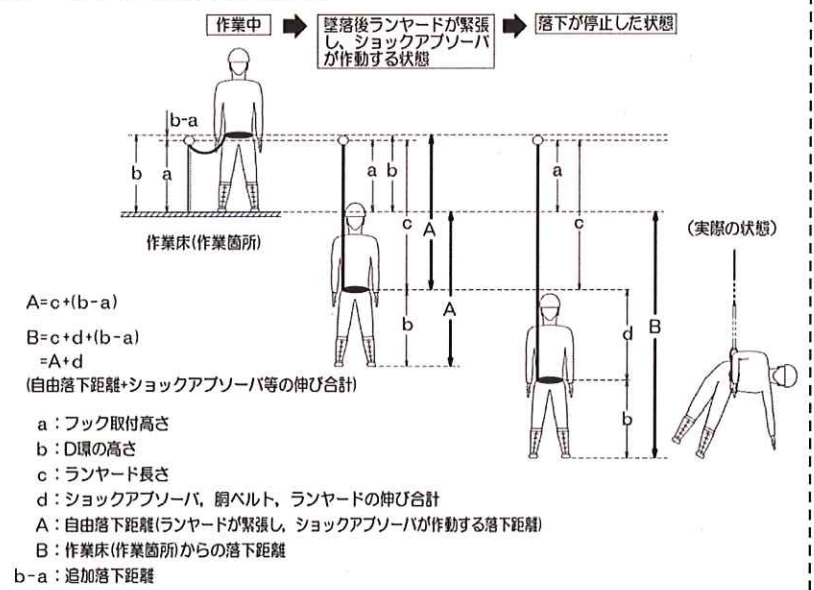 作業中
墜落後ランヤードが緊張
し、ショックアブソーバ
が作動する状態
落下が停止した状態
b-a
b
a
a
b
c
A
A
b
a
c
d
b
B
作業床(作業箇所)
(実際の状態)
A=c+(b-a)
B=c+d+(b-a)
=A+d
(自由落下距離+ショックアブソーバ等の伸び合計)
a:フック取付高さ
b:D環の高さ
c:ランヤード長さ
d:ショックアブソーバ,胴ベルト,ランヤードの伸び合計
A:自由落下距離(ランヤードが緊張し,ショックアブソーバが作動する落下距離)
B:作業床(作業箇所)からの落下距離
b-a:追加落下距離